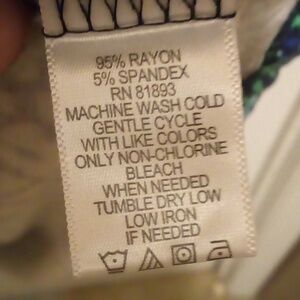 95% RAYON
5% SPANDEX
RN 81893
MACHINE WASH COLD
GENTLE CYCLE
WITH LIKE COLORS
ONLY NON-CHLORINE
BLEACH
WHEN NEEDED
TUMBLE DRY LOW
LOW IRON
IF NEEDED